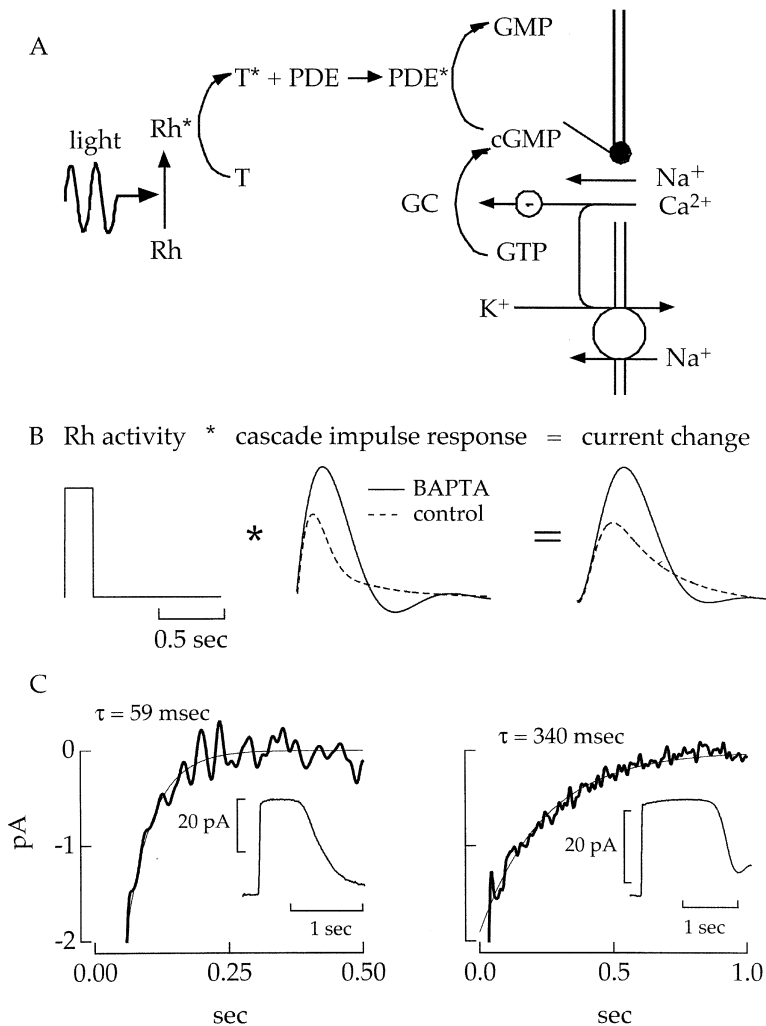 A
GMP
T* + PDE → PDE*
light
Rh*
cGMP
T
Na⁺
GC
Ca²⁺
-
Rh
GTP
K⁺
Na⁺
B Rh activity * cascade impulse response = current change
BAPTA
control
* =
0.5 sec
C
τ = 59 msec
τ = 340 msec
0
20 pA
20 pA
pA
-1
1 sec
1 sec
-2
0.00 0.25 0.50
0.0 0.5 1.0
sec
sec